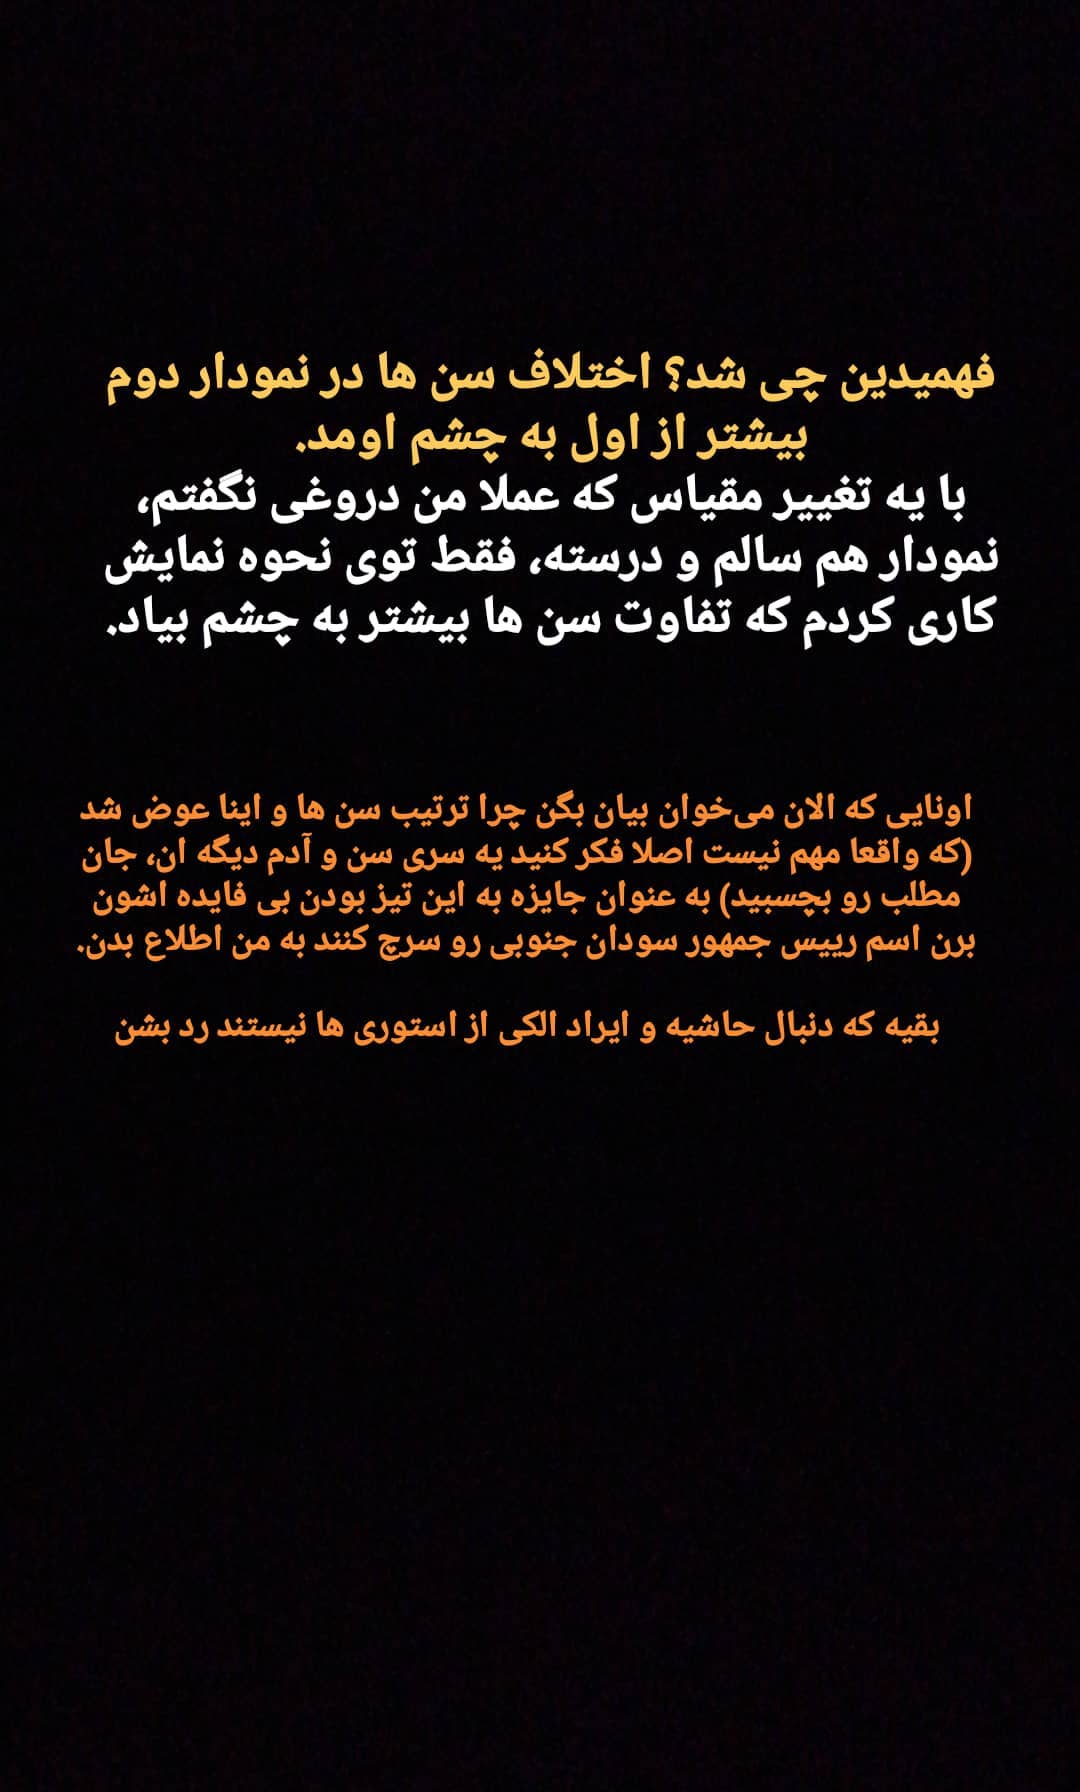 فهمیدین چی شد؟ اختلاف سن ها در نمودار دوم
بیشتر از اول به چشم اومد.
با یه تغییر مقیاس که عملا من دروغی نگفتم،
نمودار هم سالم و درسته، فقط توی نحوه نمایش
کاری کردم که تفاوت سن ها بیشتر به چشم بیاد.
اونایی که الان می‌خوان بیان بگن چرا ترتیب سن ها و اینا عوض شد
(که واقعا مهم نیست اصلا فکر کنید یه سری سن و آدم دیگه ان، جان
مطلب رو بچسبید) به عنوان جایزه به این تیز بودن بی فایده اشون
برن اسم رییس جمهور سودان جنوبی رو سرچ کنند به من اطلاع بدن.
بقیه که دنبال حاشیه و ایراد الکی از استوری ها نیستند رد بشن